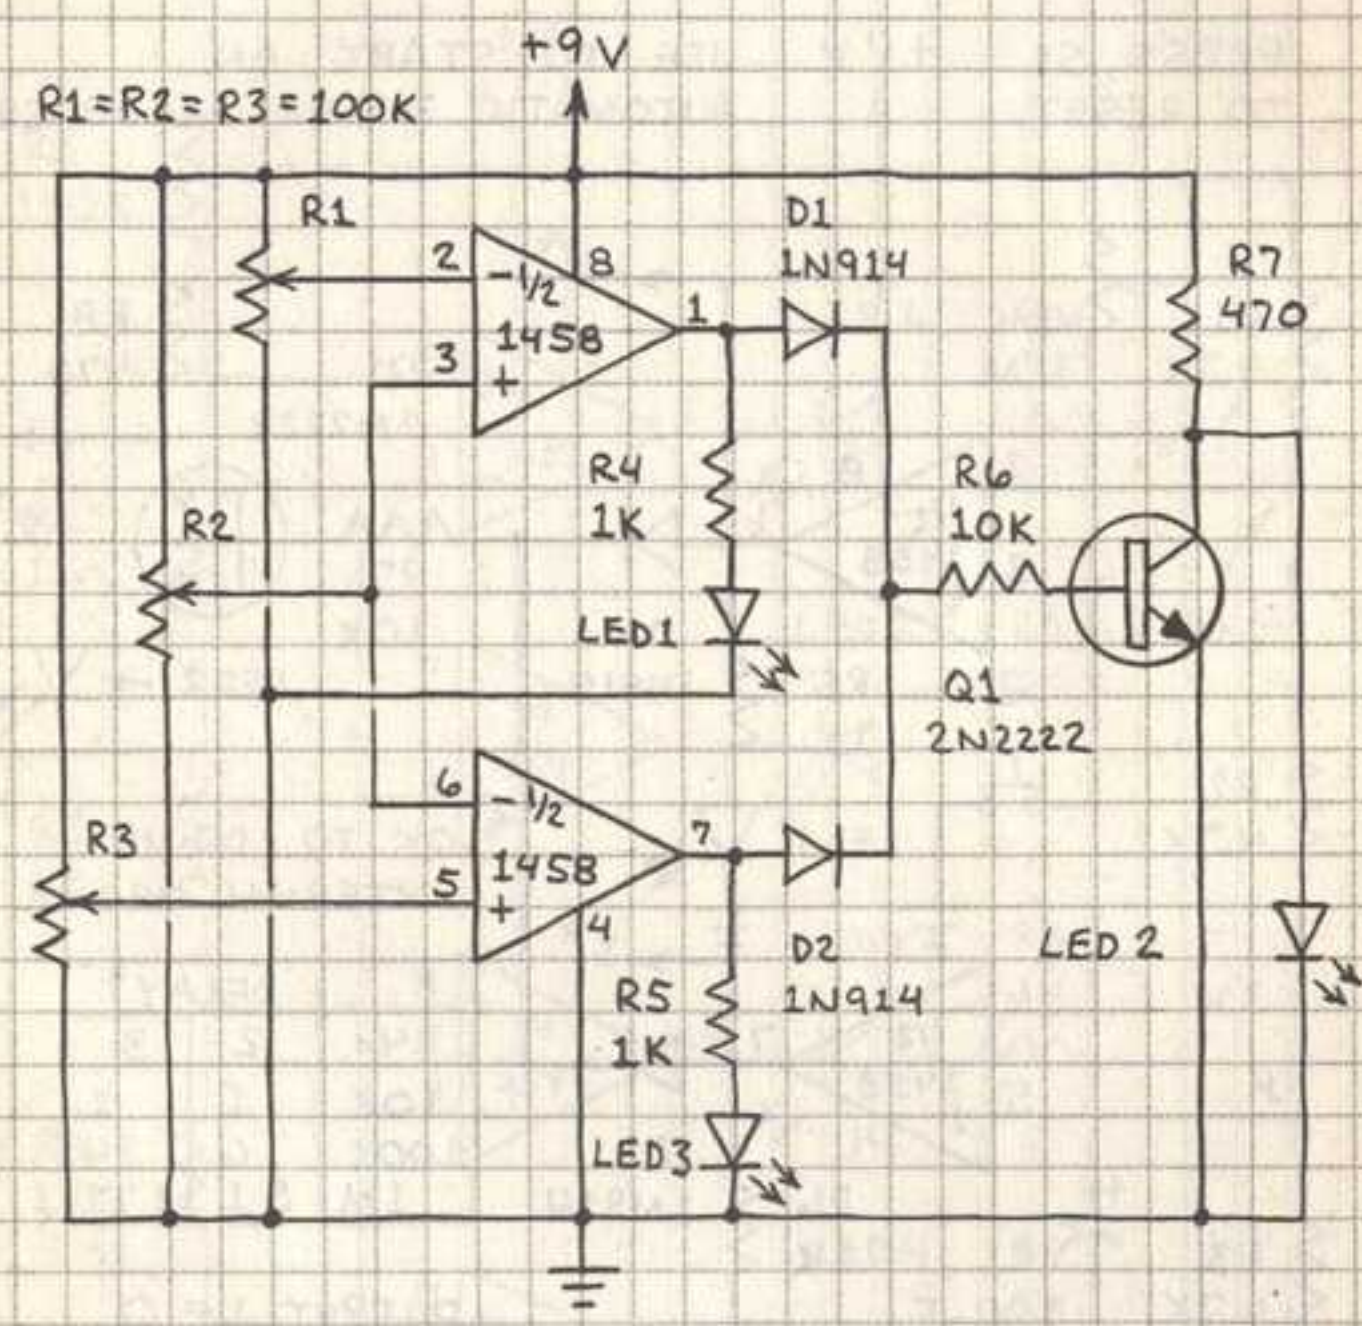 +9V
R1=R2=R3=100K
R1
D1
1N914
R7
470
2
-1/2
8
1458
1
3
+
R4
1K
R6
10K
R2
LED1
Q1
2N2222
6
-1/2
7
R3
1458
5
+
4
D2
1N914
LED 2
R5
1K
LED3